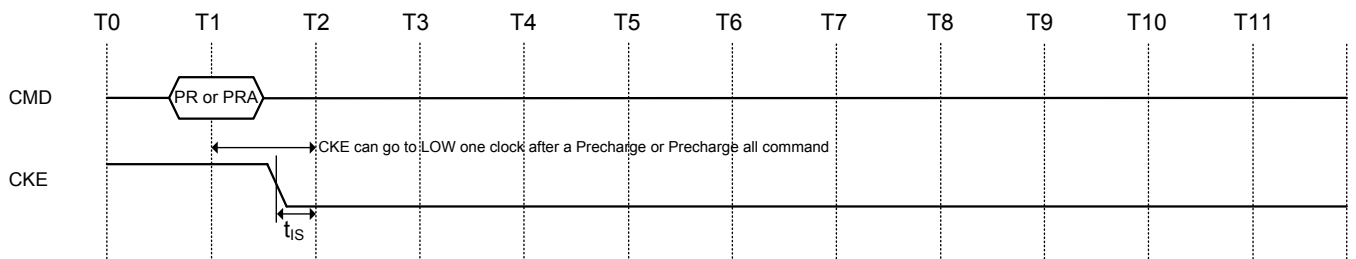 T0 T1 T2 T3 T4 T5 T6 T7 T8 T9 T10 T11
CMD
PR or PRA
CKE can go to LOW one clock after a Precharge or Precharge all command
CKE
tIS